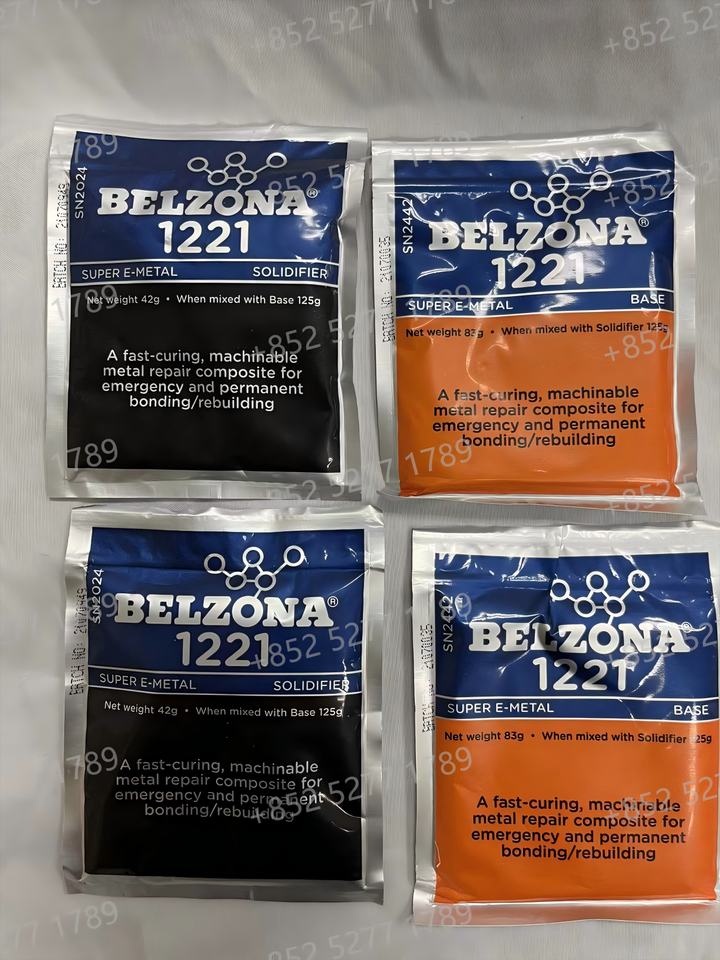 SN2024
BATCH NO: 21070949
BELZONA®
1221
SUPER E-METAL SOLIDIFIER
Net weight 42g • When mixed with Base 125g
A fast-curing, machinable
metal repair composite for
emergency and permanent
bonding/rebuilding
SN2442
BATCH NO: 21070035
BELZONA®
1221
SUPER E-METAL BASE
Net weight 83g • When mixed with Solidifier 125g
A fast-curing, machinable
metal repair composite for
emergency and permanent
bonding/rebuilding
SN2024
BATCH NO: 21070949
BELZONA®
1221
SUPER E-METAL SOLIDIFIER
Net weight 42g • When mixed with Base 125g
A fast-curing, machinable
metal repair composite for
emergency and permanent
bonding/rebuilding
SN2442
BATCH NO: 21070035
BELZONA®
1221
SUPER E-METAL BASE
Net weight 83g • When mixed with Solidifier 125g
A fast-curing, machinable
metal repair composite for
emergency and permanent
bonding/rebuilding
+852 5277 1789